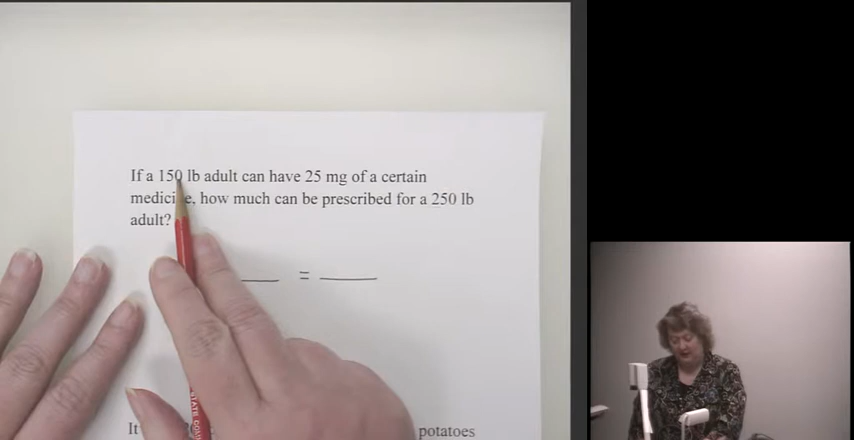 If a 150 lb adult can have 25 mg of a certain
medicine, how much can be prescribed for a 250 lb
adult?
=
It
potatoes